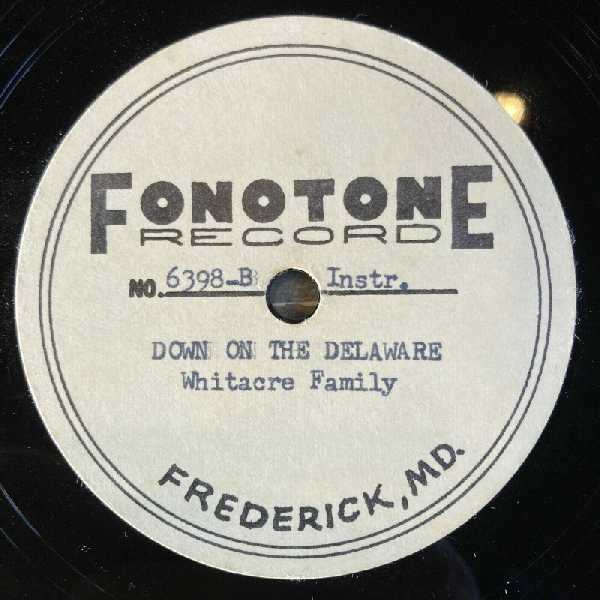 FONOTONE
RECORD
NO. 6398-B Instr.
DOWN ON THE DELAWARE
Whitacre Family
FREDERICK, MD.